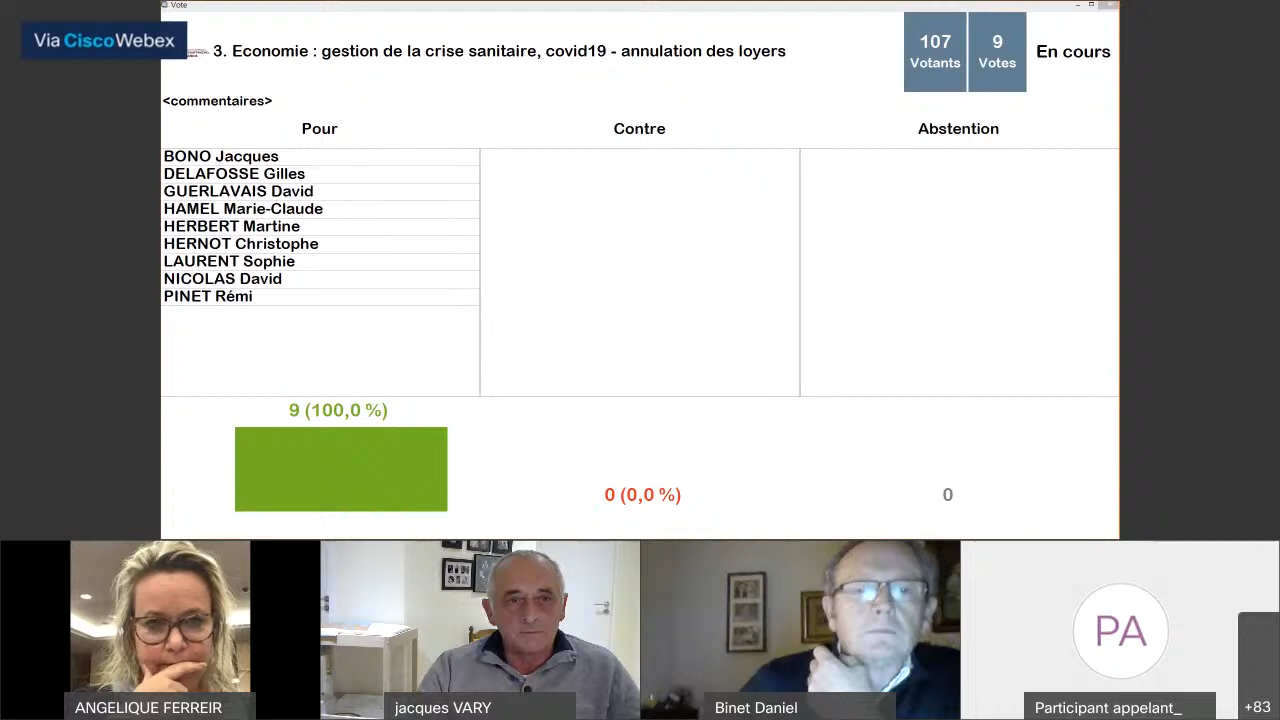 Vote
Via Cisco Webex
3. Economie : gestion de la crise sanitaire, covid19 - annulation des loyers
107
Votants
9
Votes
En cours
<commentaires>
Pour
Contre
Abstention
BONO Jacques
DELAFOSSE Gilles
GUERLAVAIS David
HAMEL Marie-Claude
HERBERT Martine
HERNOT Christophe
LAURENT Sophie
NICOLAS David
PINET Rémi
9 (100,0 %)
0 (0,0 %)
0
PA
ANGELIQUE FERREIR
jacques VARY
Binet Daniel
Participant appelant_
+83